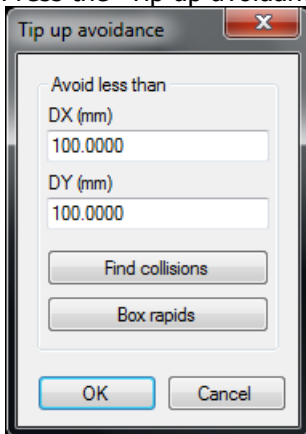 Tip up avoidance
Avoid less than
DX (mm)
100.0000
DY (mm)
100.0000
Find collisions
Box rapids
OK
Cancel